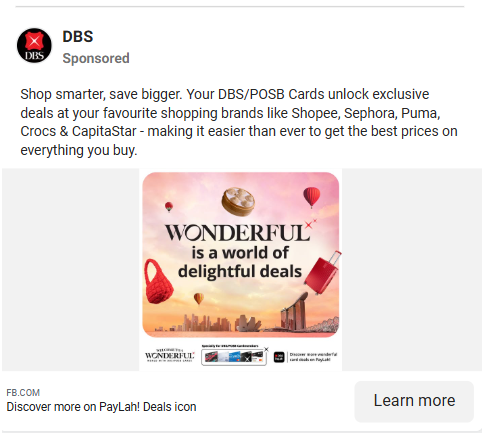 DBS
Sponsored
DBS
Shop smarter, save bigger. Your DBS/POSB Cards unlock exclusive
deals at your favourite shopping brands like Shopee, Sephora, Puma,
Crocs & CapitaStar - making it easier than ever to get the best prices on
everything you buy.
WONDERFUL
is a world of
delightful deals
WELCOME TO A
WONDERFUL
Specially for DBS/POSB Cardmembers
Discover more wonderful
card deals on PayLah!
FB.COM
Discover more on PayLah! Deals icon
Learn more